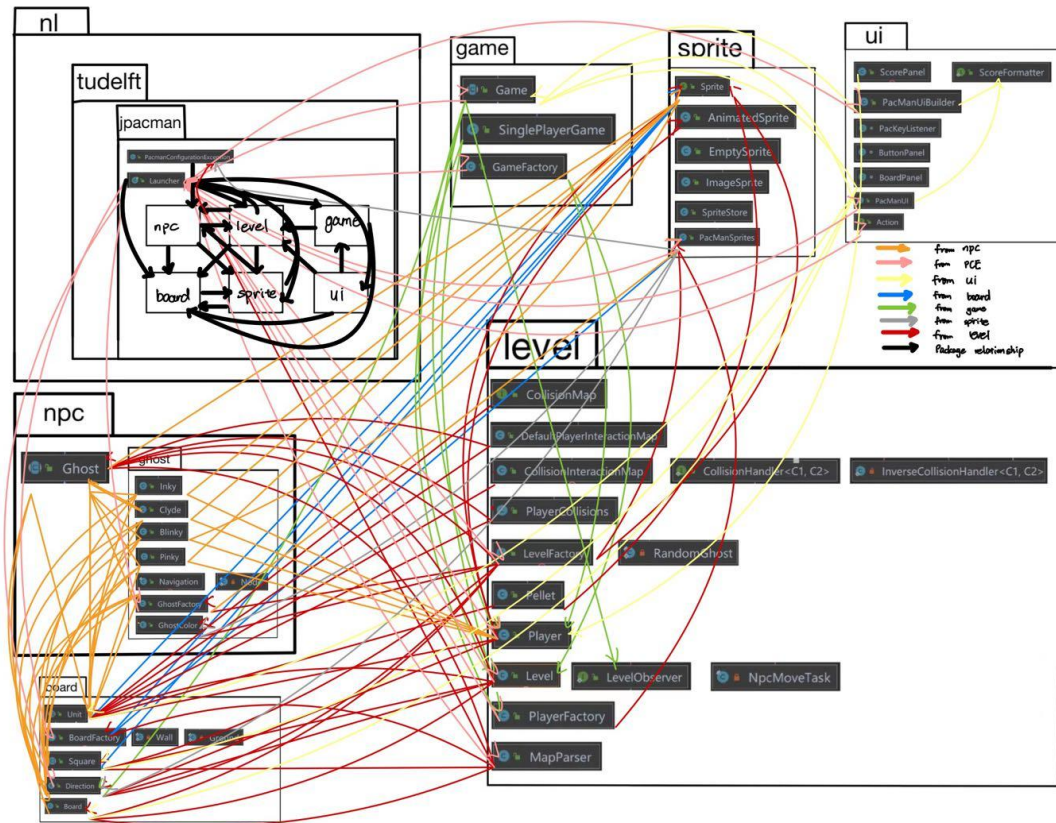 nl
tudelft
jpacman
PacmanConfigurationException
Launcher
npc
level
game
board
sprite
ui
game
Game
SinglePlayerGame
GameFactory
sprite
Sprite
AnimatedSprite
EmptySprite
ImageSprite
SpriteStore
PacManSprites
ui
ScorePanel
ScoreFormatter
PacManUiBuilder
PacKeyListener
ButtonPanel
BoardPanel
PacManUI
Action
from npc
from PCE
from ui
from board
from game
from sprite
from level
Package relationship
level
CollisionMap
DefaultPlayerInteractionMap
CollisionInteractionMap
CollisionHandler<C1, C2>
InverseCollisionHandler<C1, C2>
PlayerCollisions
LevelFactory
RandomGhost
Pellet
Player
Level
LevelObserver
NpcMoveTask
PlayerFactory
MapParser
npc
Ghost
ghost
Inky
Clyde
Blinky
Pinky
Navigation
Node
GhostFactory
GhostColor
board
Unit
BoardFactory
Wall
Ground
Square
Direction
Board